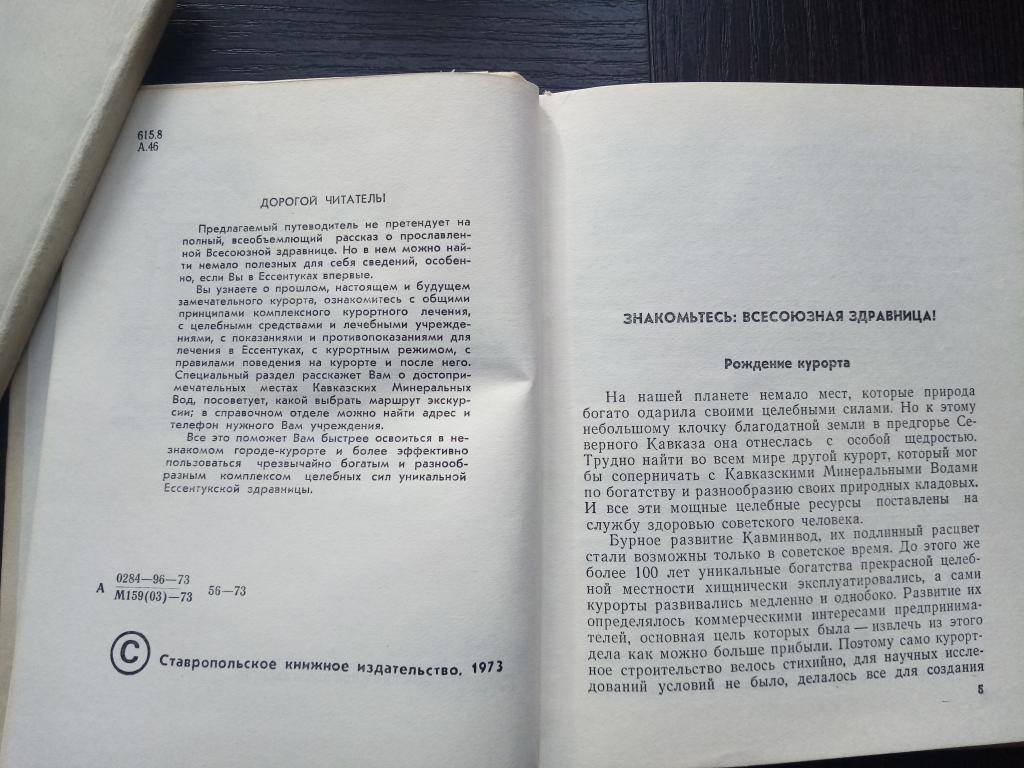 615.8
А.46
ДОРОГОЙ ЧИТАТЕЛЬ!
Предлагаемый путеводитель не претендует на
полный, всеобъемлющий рассказ о прославлен-
ной Всесоюзной здравнице. Но в нем можно най-
ти немало полезных для себя сведений, особен-
но, если Вы в Ессентуках впервые.
Вы узнаете о прошлом, настоящем и будущем
замечательного курорта, ознакомитесь с общими
принципами комплексного курортного лечения,
с целебными средствами и лечебными учрежде-
ниями, с показаниями и противопоказаниями для
лечения в Ессентуках, с курортным режимом, с
правилами поведения на курорте и после него.
Специальный раздел расскажет Вам о достопри-
мечательных местах Кавказских Минеральных
Вод, посоветует, какой выбрать маршрут экскур-
сии; в справочном отделе можно найти адрес и
телефон нужного Вам учреждения.
Все это поможет Вам быстрее освоиться в не-
знакомом городе-курорте и более эффективно
пользоваться чрезвычайно богатым и разнооб-
разным комплексом целебных сил уникальной
Ессентукской здравницы.
А 0284—96—73
М159(03)—73
56—73
© Ставропольское книжное издательство, 1973
ЗНАКОМЬТЕСЬ: ВСЕСОЮЗНАЯ ЗДРАВНИЦА!
Рождение курорта
На нашей планете немало мест, которые природа
богато одарила своими целебными силами. Но к этому
небольшому клочку благодатной земли в предгорье Се-
верного Кавказа она отнеслась с особой щедростью.
Трудно найти во всем мире другой курорт, который мог
бы соперничать с Кавказскими Минеральными Водами
по богатству и разнообразию своих природных кладовых.
И все эти мощные целебные ресурсы поставлены на
службу здоровью советского человека.
Бурное развитие Кавминвод, их подлинный расцвет
стали возможны только в советское время. До этого же
более 100 лет уникальные богатства прекрасной целеб-
ной местности хищнически эксплуатировались, а сами
курорты развивались медленно и однобоко. Развитие их
определялось коммерческими интересами предпринима-
телей, основная цель которых была — извлечь из этого
дела как можно больше прибыли. Поэтому само курорт-
ное строительство велось стихийно, для научных иссле-
дований условий не было, делалось все для создания
5